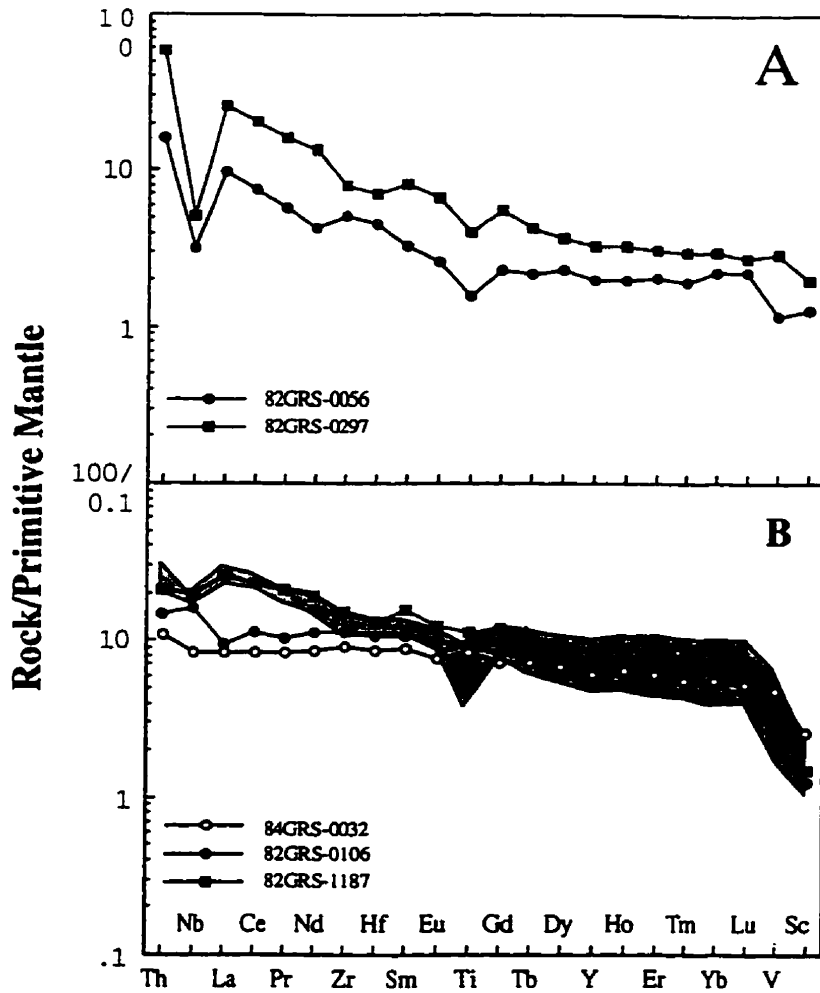 1 0
0
A
10
1
82GRS-0056
82GRS-0297
Rock/Primitive Mantle
100/
0.1
B
10
1
84GRS-0032
82GRS-0106
82GRS-1187
Nb Ce Nd Hf Eu Gd Dy Ho Tm Lu Sc
.1
Th La Pr Zr Sm Ti Tb Y Er Yb V